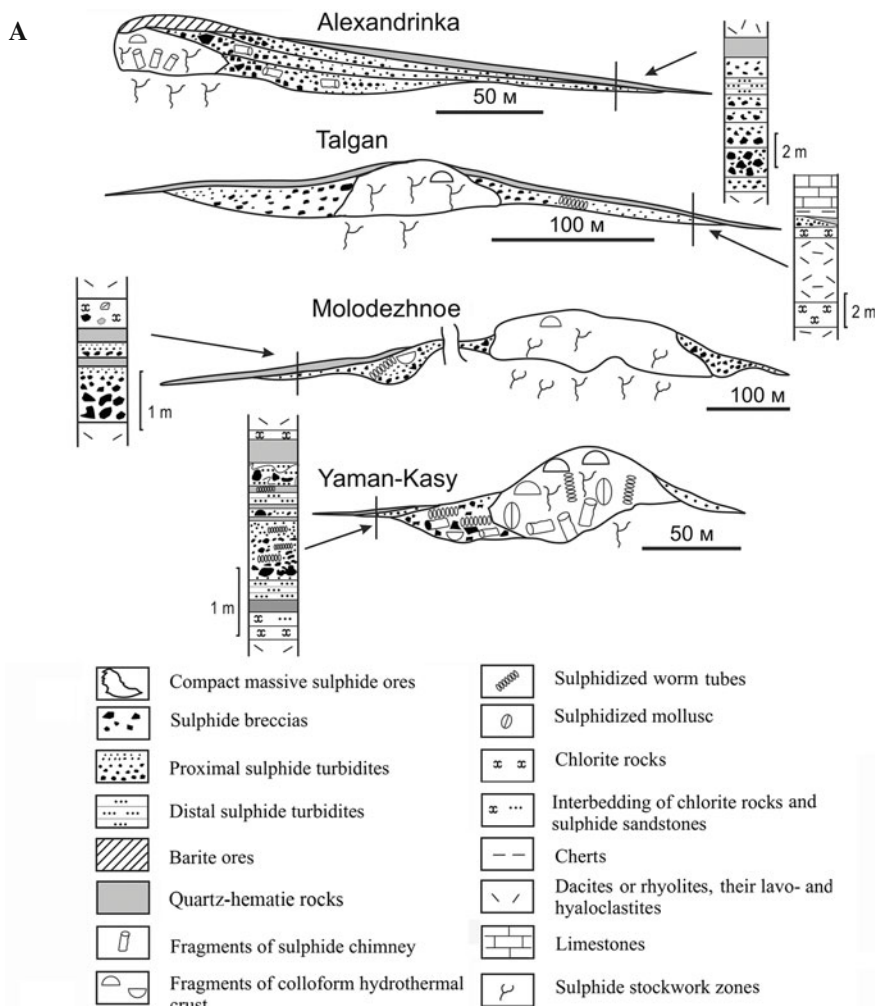 A
Alexandrinka
50 м
2 m
Talgan
100 м
2 m
Molodezhnoe
1 m
100 м
Yaman-Kasy
50 м
1 m
Compact massive sulphide ores
Sulphide breccias
Proximal sulphide turbidites
Distal sulphide turbidites
Barite ores
Quartz-hematie rocks
Fragments of sulphide chimney
Fragments of colloform hydrothermal
crust
Sulphidized worm tubes
Sulphidized mollusc
Chlorite rocks
Interbedding of chlorite rocks and
sulphide sandstones
Cherts
Dacites or rhyolites, their lavo- and
hyaloclastites
Limestones
Sulphide stockwork zones